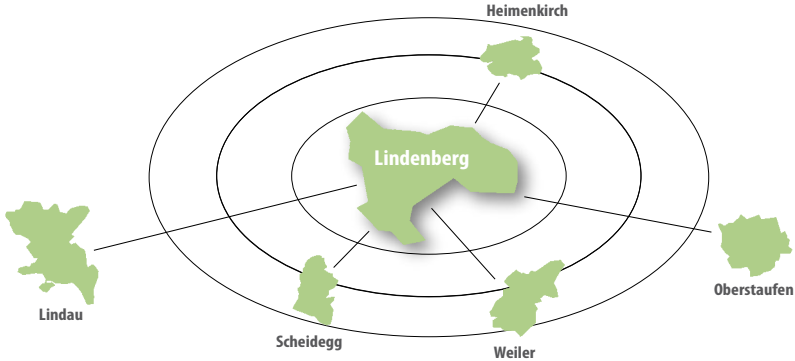 Heimenkirch
Lindenberg
Lindau
Oberstaufen
Scheidegg
Weiler